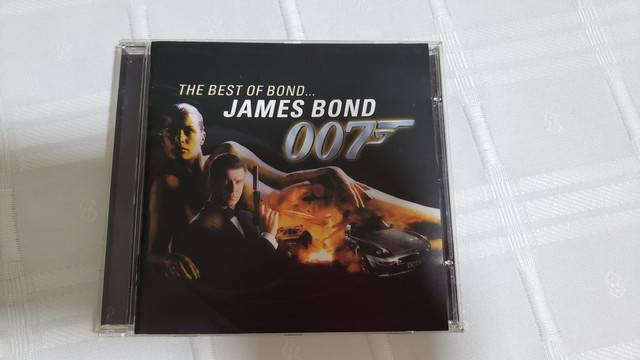 THE BEST OF BOND...
JAMES BOND
007